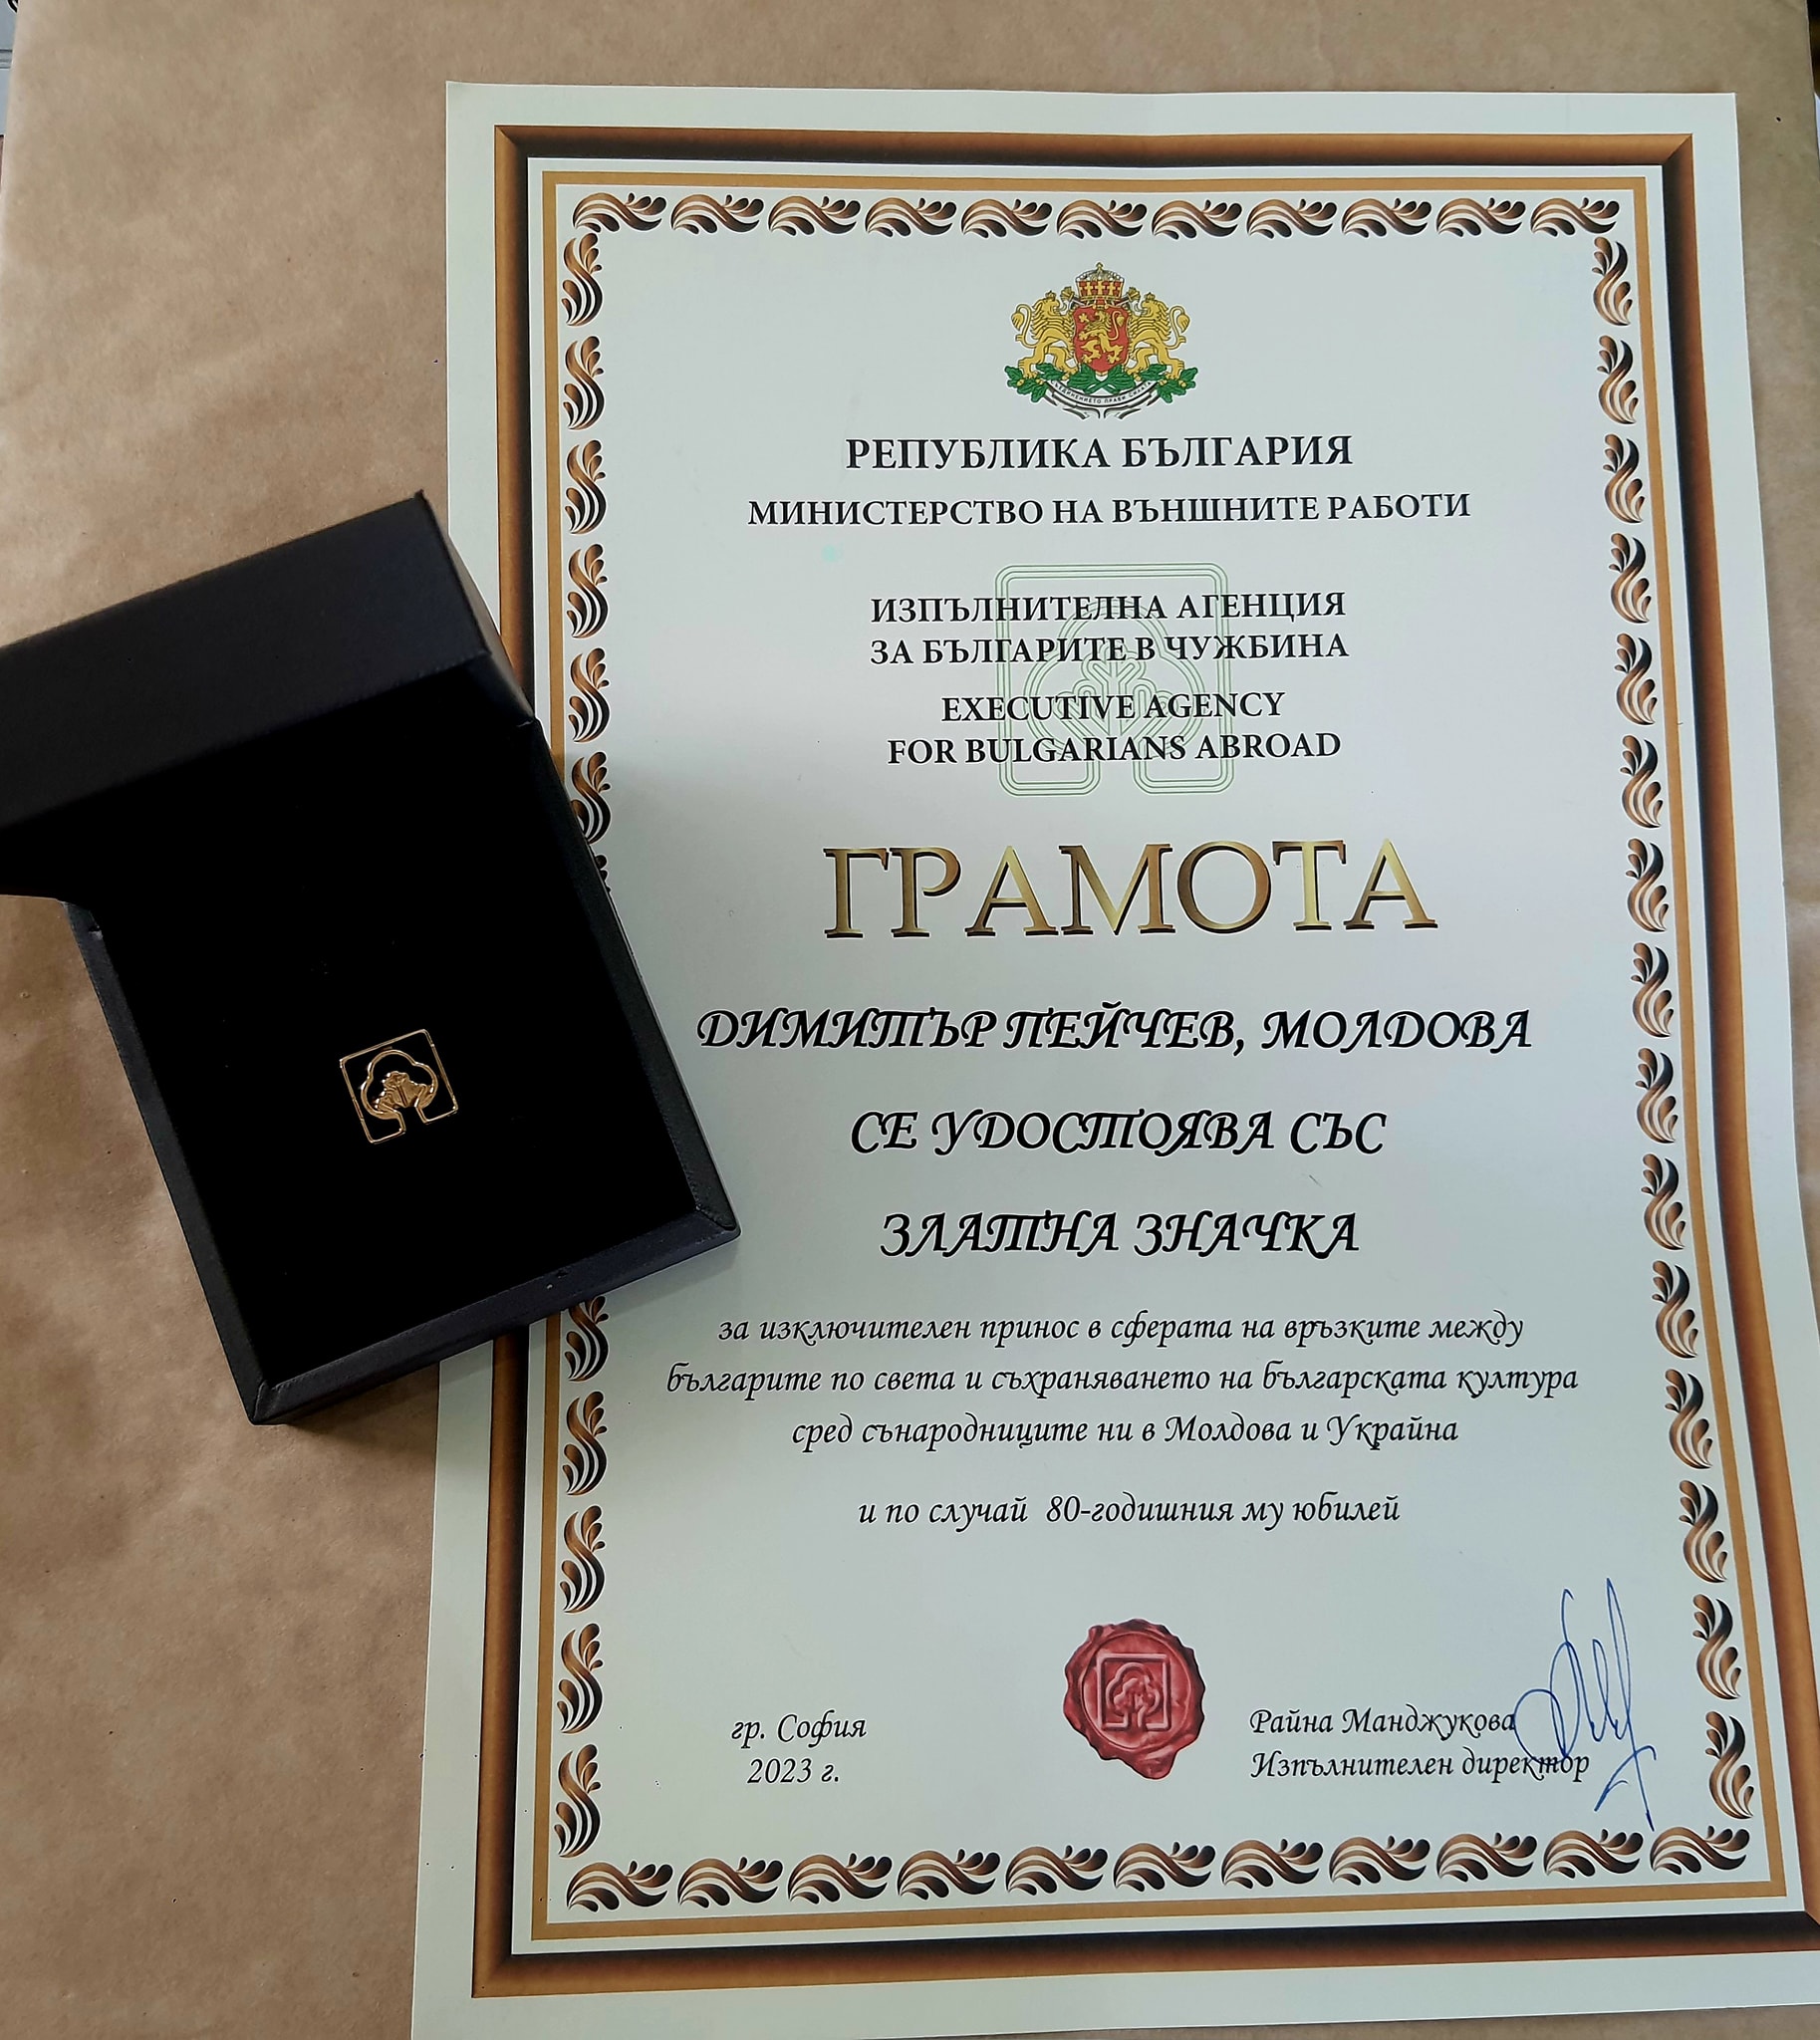 СЪЕДИНЕНИЕТО ПРАВИ СИЛАТА
РЕПУБЛИКА БЪЛГАРИЯ
МИНИСТЕРСТВО НА ВЪНШНИТЕ РАБОТИ
ИЗПЪЛНИТЕЛНА АГЕНЦИЯ
ЗА БЪЛГАРИТЕ В ЧУЖБИНА
EXECUTIVE AGENCY
FOR BULGARIANS ABROAD
ГРАМОТА
ДИМИТЪР ПЕЙЧЕВ, МОЛДОВА
СЕ УДОСТОЯВА СЪС
ЗЛАТНА ЗНАЧКА
за изключителен принос в сферата на връзките между
българите по света и съхраняването на българската култура
сред сънародниците ни в Молдова и Украйна
и по случай 80-годишния му юбилей
гр. София
2023 г.
Райна Манджукова
Изпълнителен директор